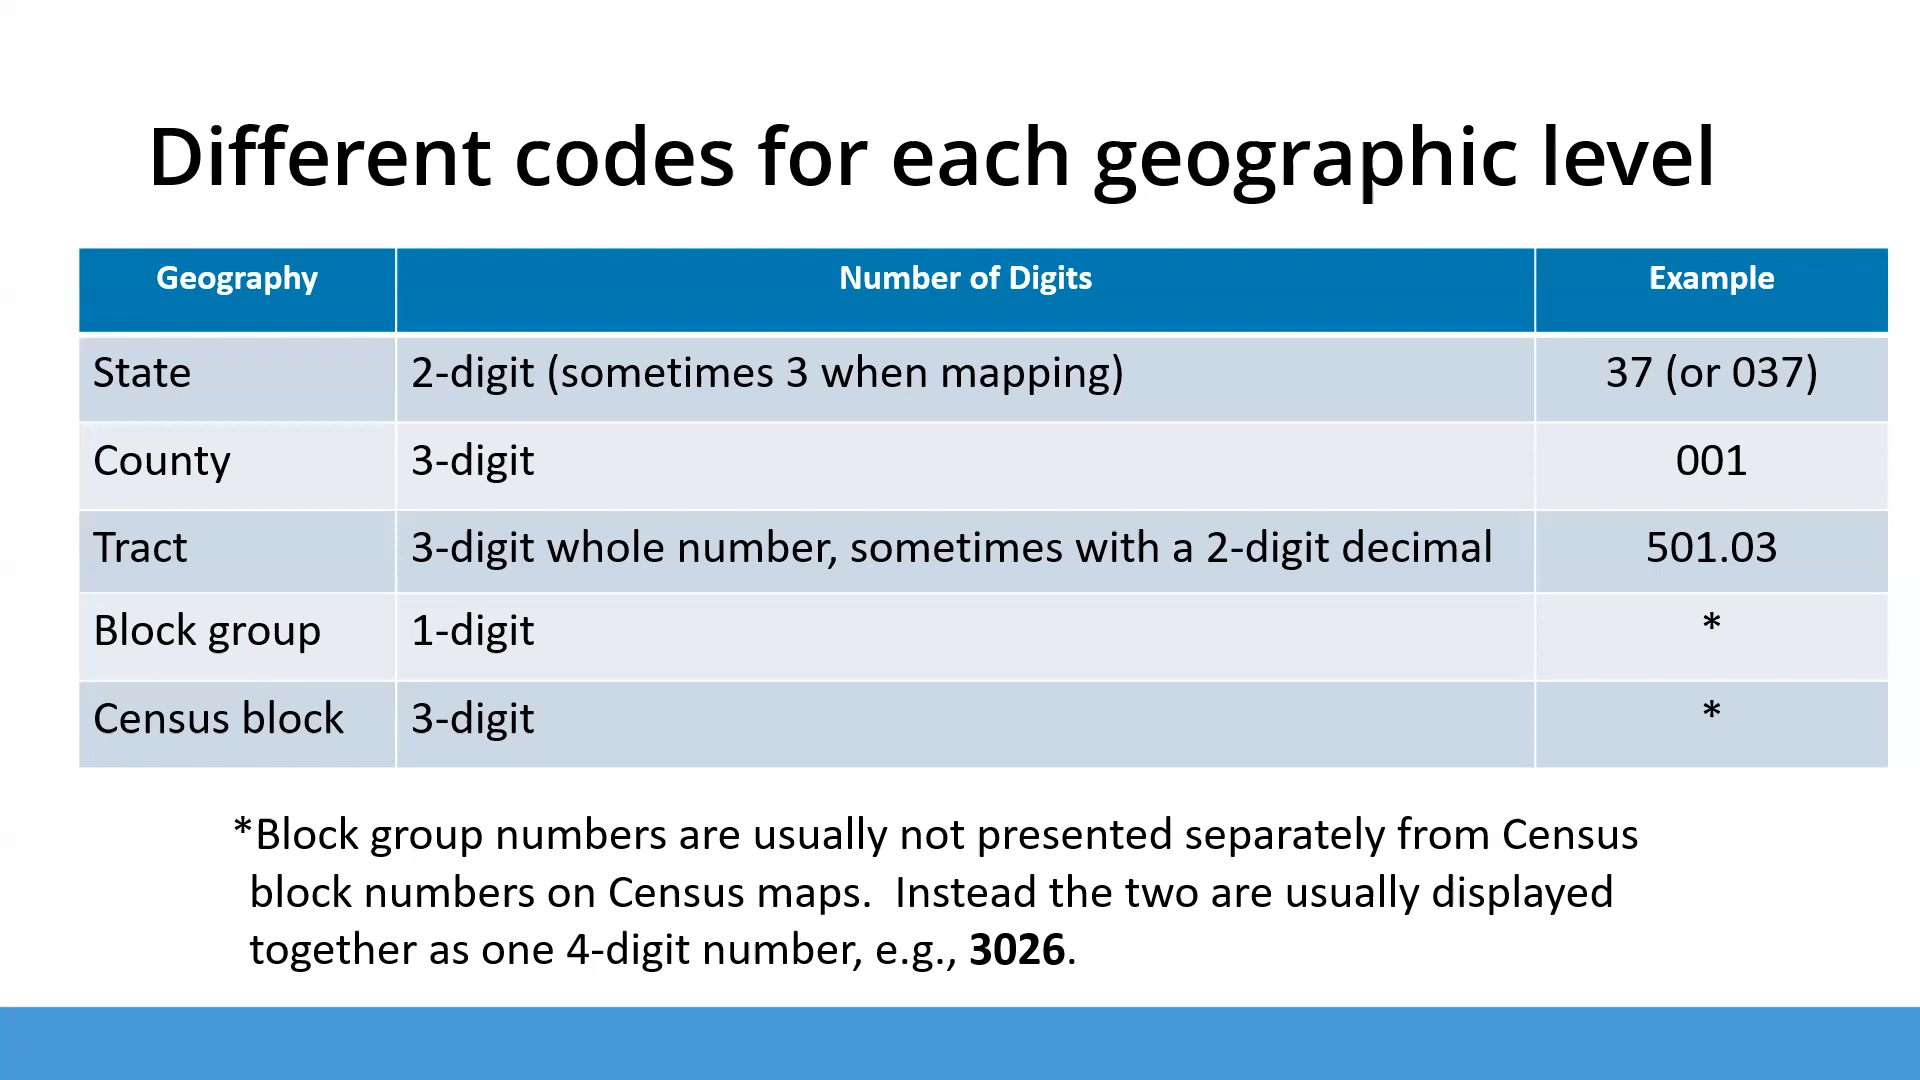 Different codes for each geographic level
Geography Number of Digits Example
State 2-digit (sometimes 3 when mapping) 37 (or 037)
County 3-digit 001
Tract 3-digit whole number, sometimes with a 2-digit decimal 501.03
Block group 1-digit *
Census block 3-digit *
*Block group numbers are usually not presented separately from Census
block numbers on Census maps.  Instead the two are usually displayed
together as one 4-digit number, e.g., 3026.